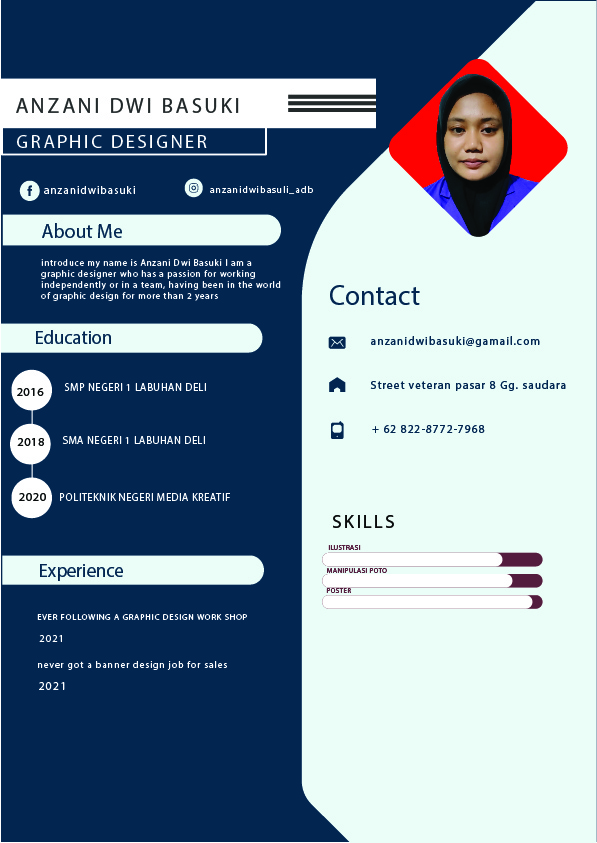 ANZANI DWI BASUKI
GRAPHIC DESIGNER
anzanidwibasuki
anzanidwibasuli_adb
About Me
introduce my name is Anzani Dwi Basuki I am a
graphic designer who has a passion for working
independently or in a team, having been in the world
of graphic design for more than 2 years
Education
2016 SMP NEGERI 1 LABUHAN DELI
2018 SMA NEGERI 1 LABUHAN DELI
2020 POLITEKNIK NEGERI MEDIA KREATIF
Experience
EVER FOLLOWING A GRAPHIC DESIGN WORK SHOP
2021
never got a banner design job for sales
2021
Contact
anzanidwibasuki@gamail.com
Street veteran pasar 8 Gg. saudara
+ 62 822-8772-7968
SKILLS
ILUSTRASI
MANIPULASI POTO
POSTER